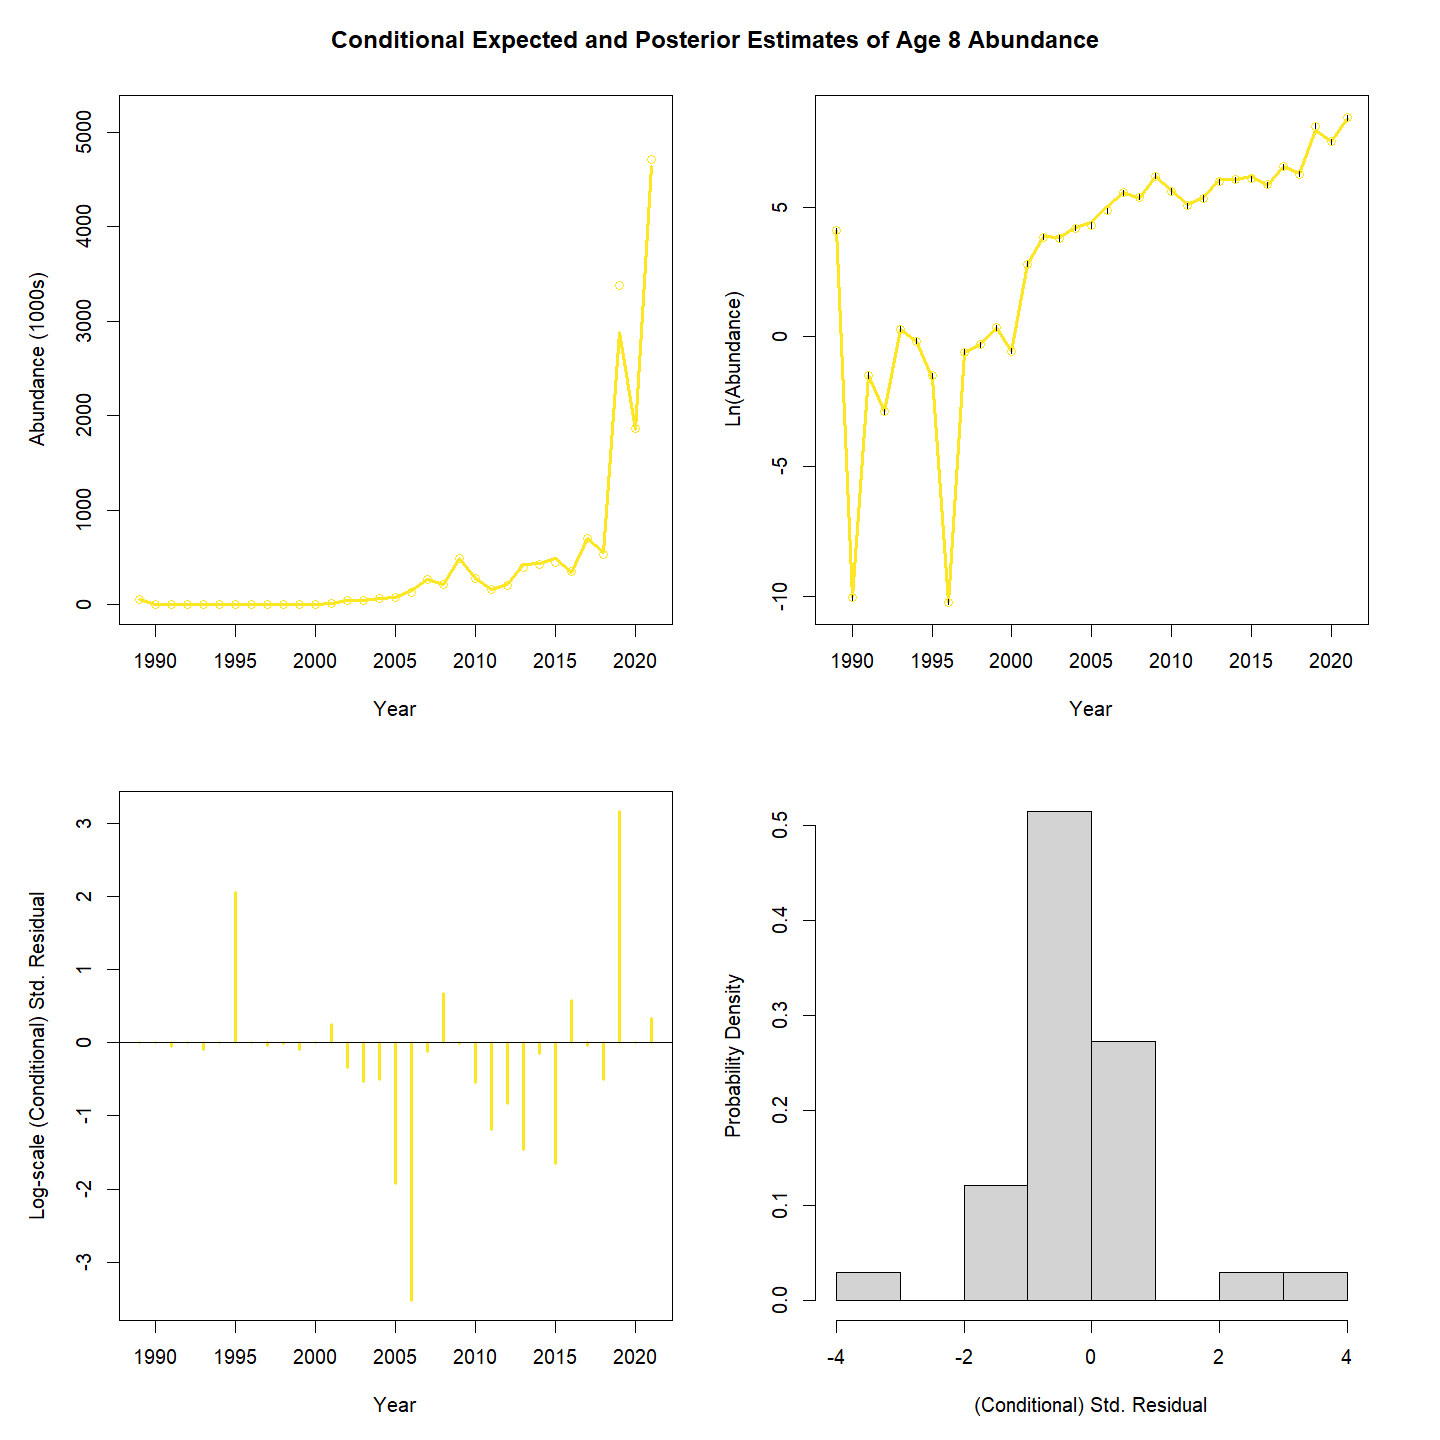 Conditional Expected and Posterior Estimates of Age 8 Abundance
Abundance (1000s)
5000
4000
3000
2000
1000
0
1990 1995 2000 2005 2010 2015 2020
Year
Ln(Abundance)
5
0
-5
-10
1990 1995 2000 2005 2010 2015 2020
Year
Log-scale (Conditional) Std. Residual
3
2
1
0
-1
-2
-3
1990 1995 2000 2005 2010 2015 2020
Year
Probability Density
0.5
0.4
0.3
0.2
0.1
0.0
-4 -2 0 2 4
(Conditional) Std. Residual